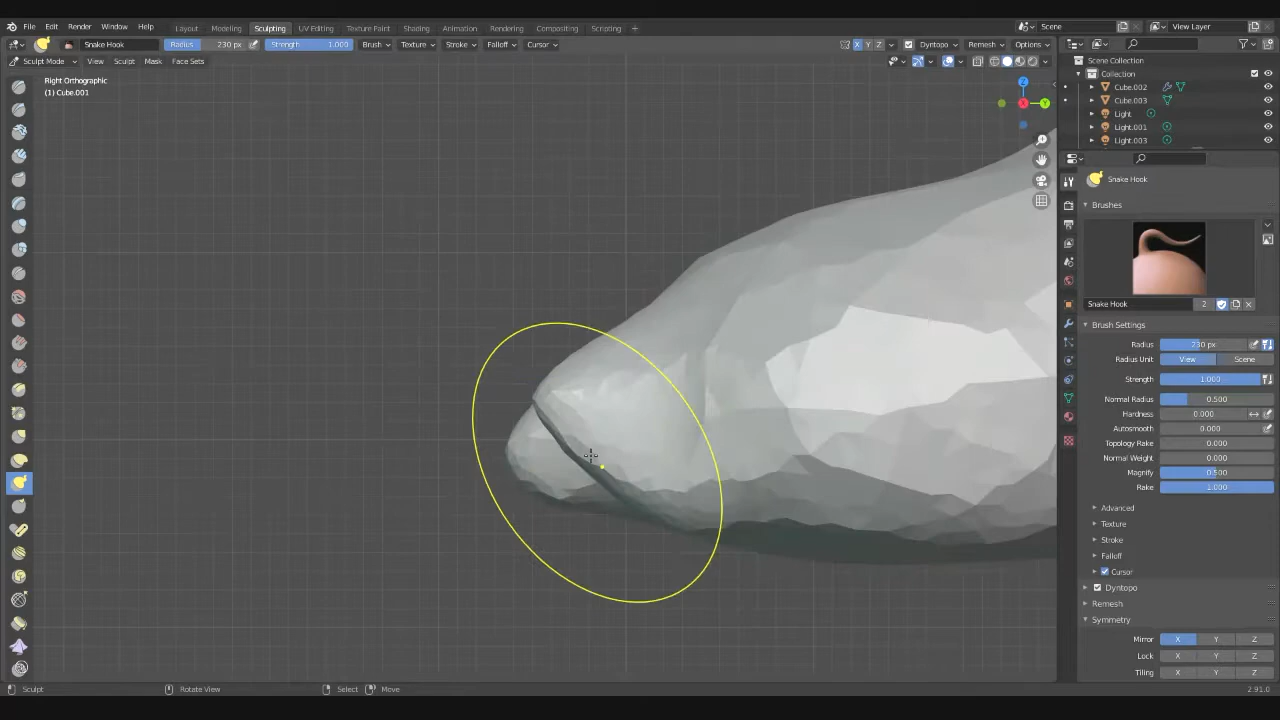 File Edit Render Window Help Layout Modeling Sculpting UV Editing Texture Paint Shading Animation Rendering Compositing Scripting + Scene View Layer
Snake Hook Radius 230 px Strength 1.000 Brush Texture Stroke Falloff Cursor X Y Z Dyntopo Remesh Options
Sculpt Mode View Sculpt Mask Face Sets
Right Orthographic
(1) Cube.001
Z
X Y
Scene Collection
Collection
Cube.002
Cube.003
Light
Light.001
Light.003
Snake Hook
Brushes
Snake Hook 2
Brush Settings
Radius 230 px
Radius Unit View Scene
Strength 1.000
Normal Radius 0.500
Hardness 0.000
Autosmooth 0.000
Topology Rake 0.000
Normal Weight 0.000
Magnify 0.500
Rake 1.000
Advanced
Texture
Stroke
Falloff
Cursor
Dyntopo
Remesh
Symmetry
Mirror X Y Z
Lock X Y Z
Tiling X Y Z
Sculpt Rotate View Select Move 2.91.0